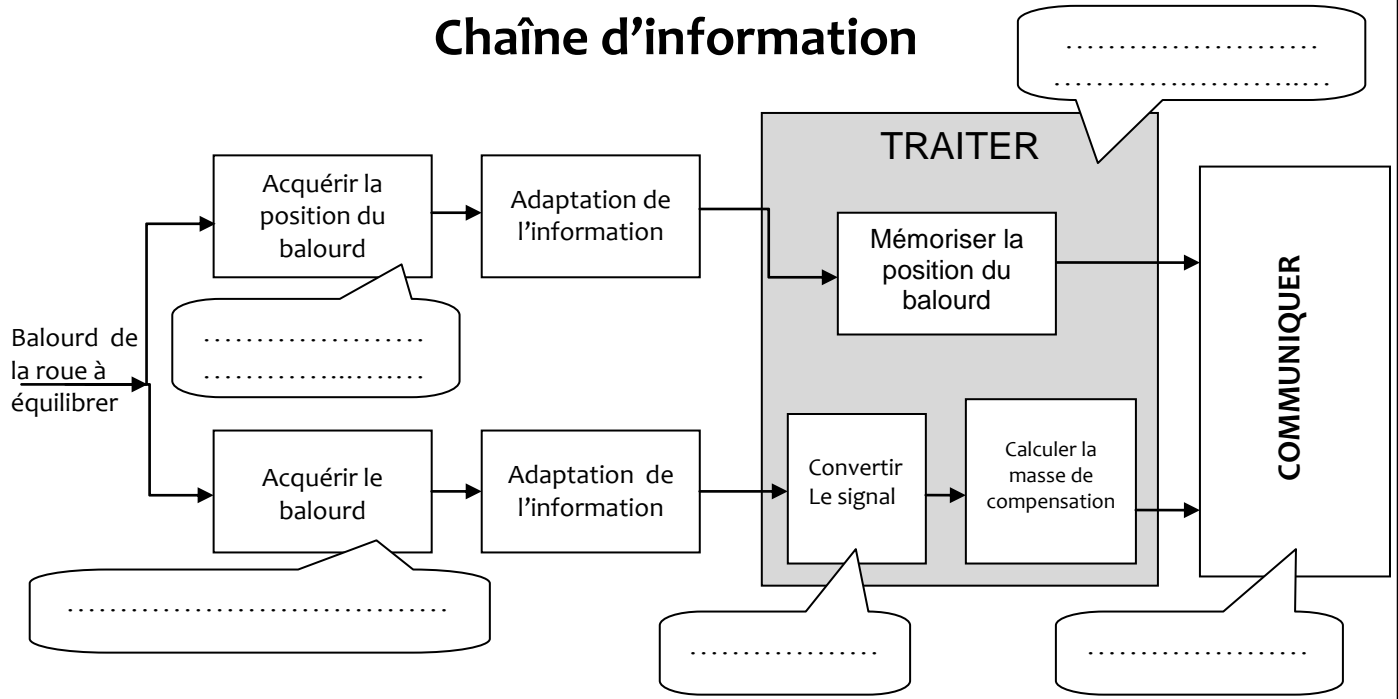 Chaîne d'information
.......................
.........................
TRAITER
Acquérir la
position du
balourd
Adaptation de
l'information
Mémoriser la
position du
balourd
COMMUNIQUER
Balourd de
la roue à
équilibrer
.....................
.....................
Acquérir le
balourd
Adaptation de
l'information
Convertir
Le signal
Calculer la
masse de
compensation
....................................
..................
..................